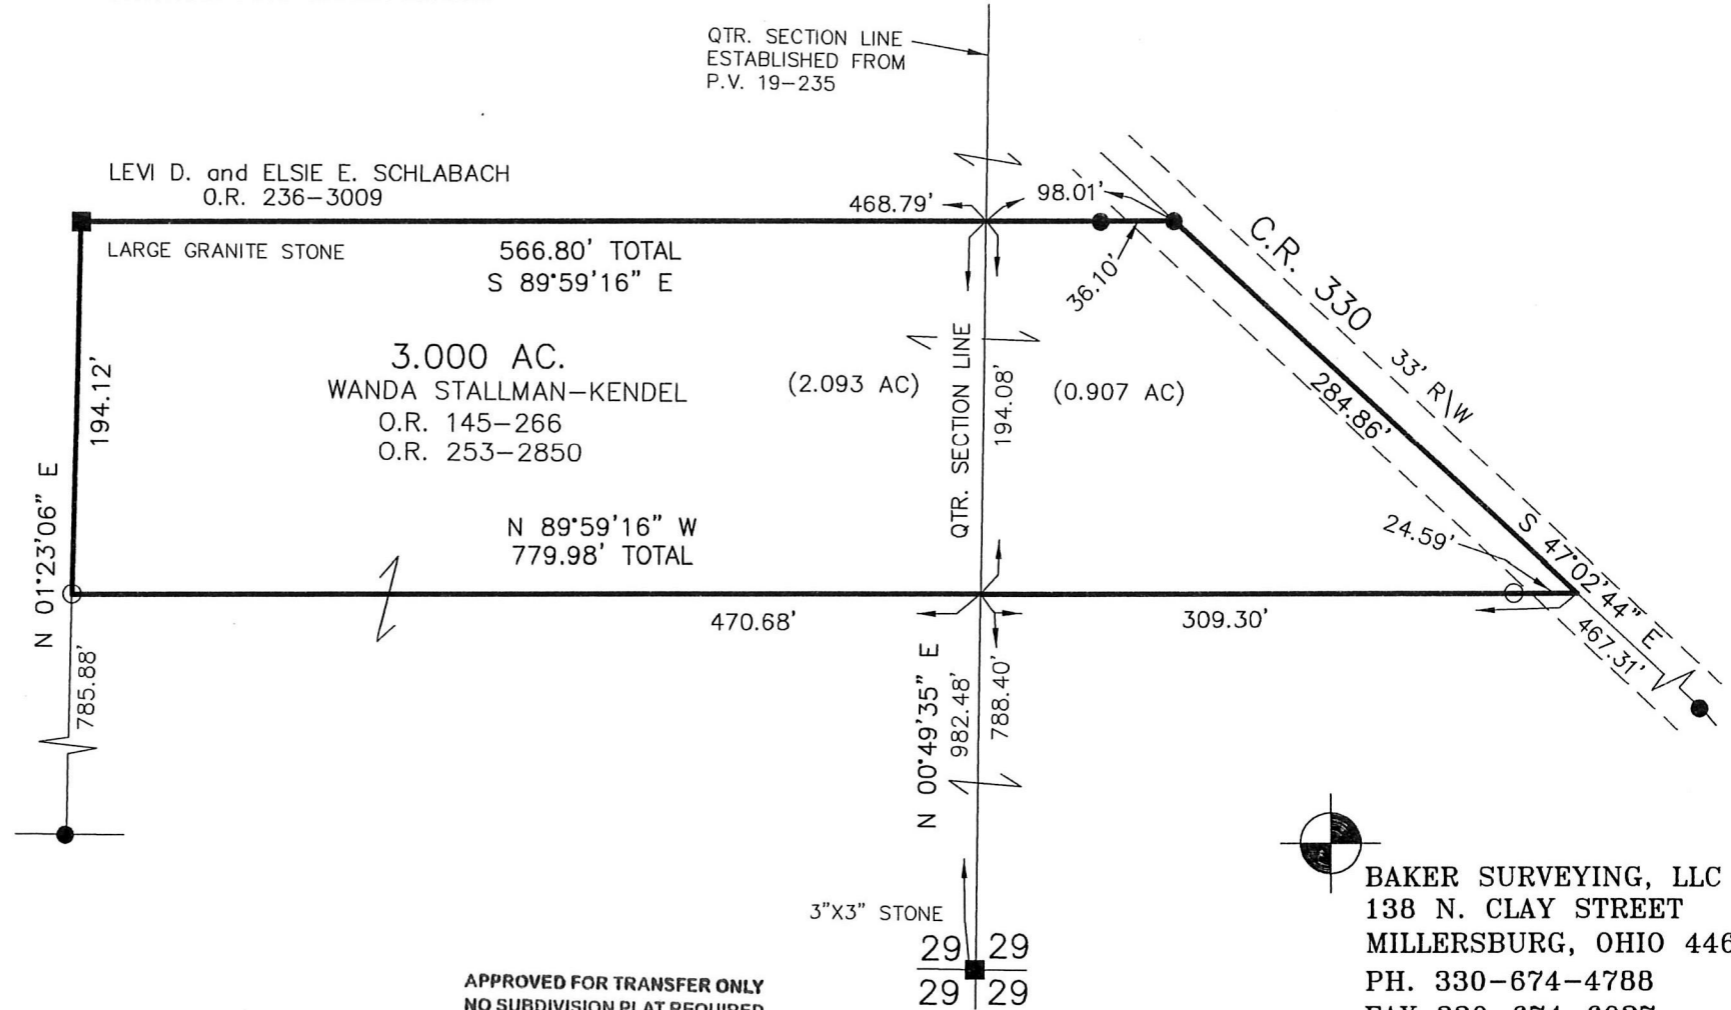 QTR. SECTION LINE
ESTABLISHED FROM
P.V. 19-235
LEVI D. and ELSIE E. SCHLABACH
O.R. 236-3009
468.79'
98.01'
LARGE GRANITE STONE
566.80' TOTAL
S 89°59'16" E
36.10'
C.R. 330
33' R\W
284.86'
3.000 AC.
WANDA STALLMAN-KENDEL
O.R. 145-266
O.R. 253-2850
(2.093 AC)
QTR. SECTION LINE
194.08'
(0.907 AC)
194.12'
N 01°23'06" E
N 89°59'16" W
779.98' TOTAL
24.59'
S 47°02'44" E
467.31'
470.68'
309.30'
785.88'
N 00°49'35" E
982.48'
788.40'
3"X3" STONE
29 29
29 29
APPROVED FOR TRANSFER ONLY
NO SUBDIVISION PLAT REQUIRED
BAKER SURVEYING, LLC
138 N. CLAY STREET
MILLERSBURG, OHIO 446
PH. 330-674-4788